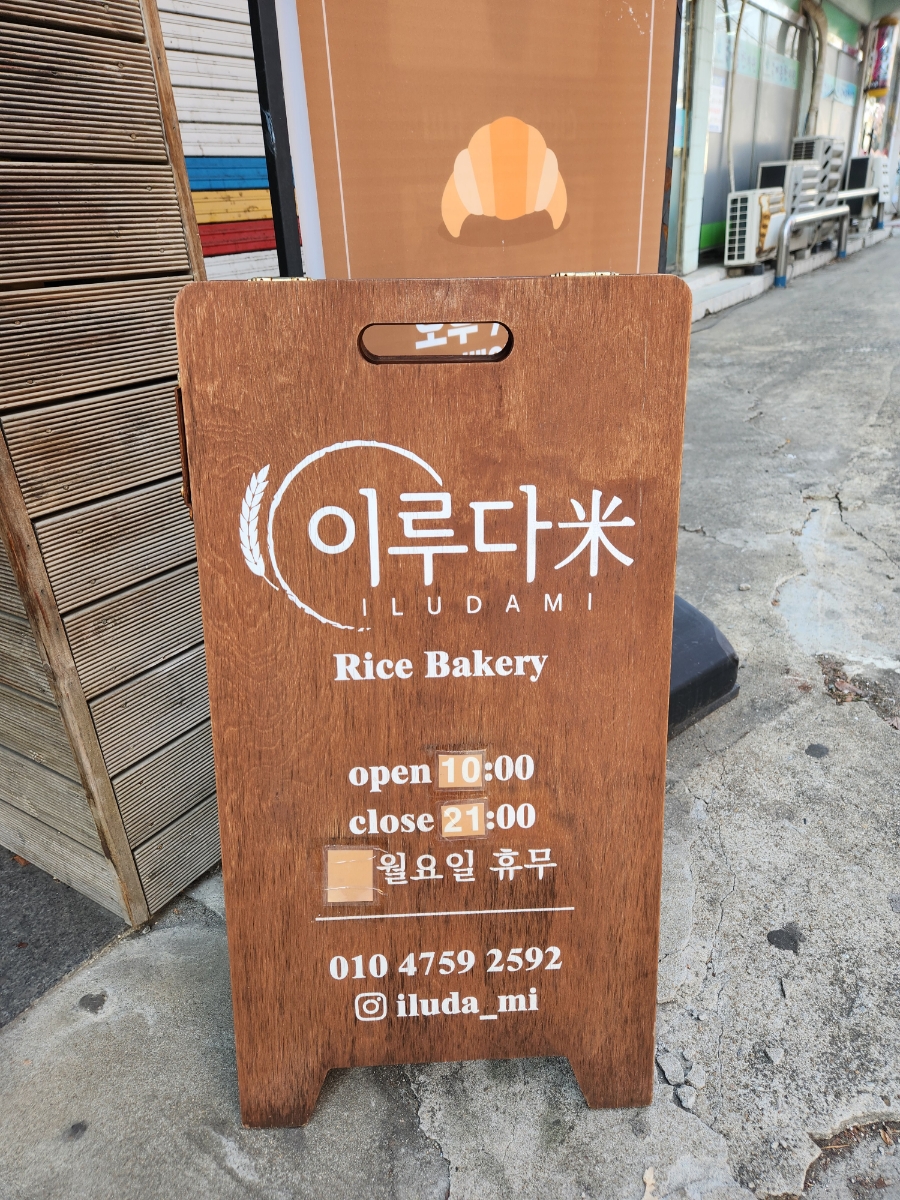 이루다米
ILUDAMI
Rice Bakery
open 10:00
close 21:00
월요일 휴무
010 4759 2592
iluda_mi